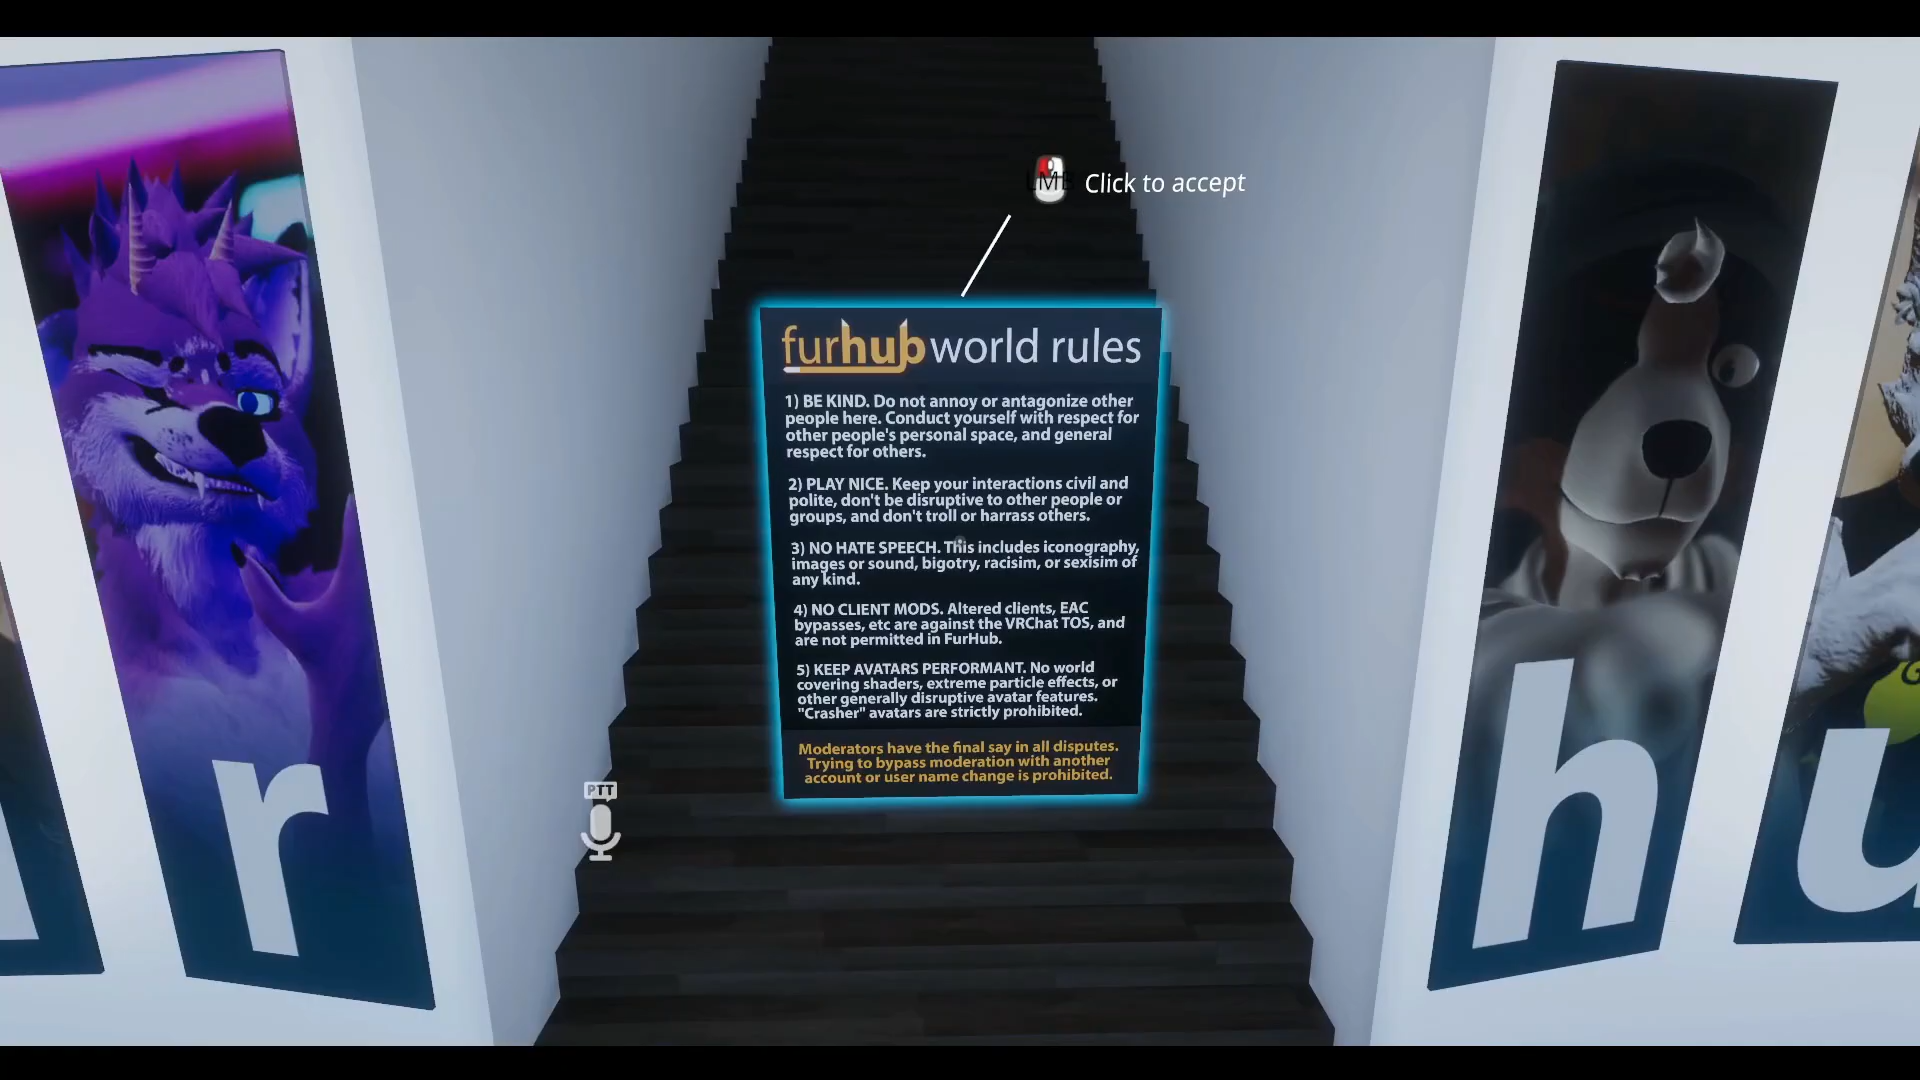 LMB Click to accept
furhub world rules
1) BE KIND. Do not annoy or antagonize other
people here. Conduct yourself with respect for
other people's personal space, and general
respect for others.
2) PLAY NICE. Keep your interactions civil and
polite, don't be disruptive to other people or
groups, and don't troll or harrass others.
3) NO HATE SPEECH. This includes iconography,
images or sound, bigotry, racisim, or sexisim of
any kind.
4) NO CLIENT MODS. Altered clients, EAC
bypasses, etc are against the VRChat TOS, and
are not permitted in FurHub.
5) KEEP AVATARS PERFORMANT. No world
covering shaders, extreme particle effects, or
other generally disruptive avatar features.
"Crasher" avatars are strictly prohibited.
Moderators have the final say in all disputes.
Trying to bypass moderation with another
account or user name change is prohibited.
PTT
r
h
u